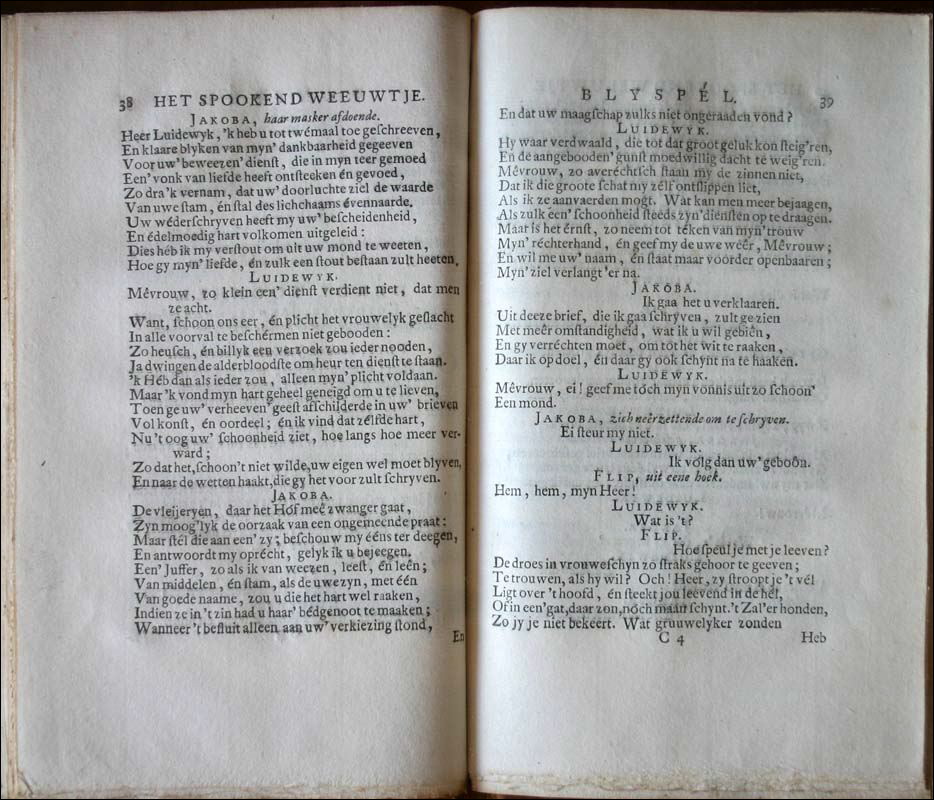 38 HET SPOOKEND WEEUWTJE.
JAKOBA, haar masker afdoende.
Heer Luidewyk, 'k heb u tot twémaal toe geſchreeven,
En klaare blyken van myn' dankbaarheid gegeeven
Voor uw' beweezen' dienſt, die in myn teer gemoed
Een' vonk van liefde heeft ontſteeken én gevoed,
Zo dra 'k vernam, dat uw' doorluchte ziel de waarde
Van uwe ſtam, én ſtal des lichchaams évennaarde.
Uw wéderſchryven heeft my uw' beſcheidenheid,
En édelmoedig hart volkomen uitgeleid:
Dies héb ik my verſtout om uit uw mond te weeten,
Hoe gy myn' liefde, én zulk een ſtout beſtaan zult heeten.
LUIDEWYK.
Mêvrouw, zo klein een' dienſt verdient niet, dat men
ze acht.
Want, ſchoon ons eer, én plicht het vrouwelyk geſlacht
In alle voorval te beſchérmen niet gebooden:
Zo heuſch, én billyk een verzoek zou ieder nooden,
Ja dwingen de alderbloodſte om heur ten dienſt te ſtaan.
'k Héb dan als ieder zou, alleen myn' plicht voldaan.
Maar 'k vond myn hart geheel geneigd om u te lieven,
Toen ge uw' verheeven' geeſt afſchilderde in uw' brieven
Vol konſt, én oordeel; én ik vind dat zélfde hart,
Nu 't oog uw' ſchoonheid ziet, hoe langs hoe meer ver-
ward;
Zo dat het, ſchoon't niet wilde, uw eigen wel moet blyven,
En naar de wetten haakt, die gy het voor zult ſchryven.
JAKOBA.
De vleijeryen, daar het Hóf meê zwanger gaat,
Zyn moog'lyk de oorzaak van een ongemeende praat:
Maar ſtél die aan een' zy; beſchouw my ééns ter deegen,
En antwoordt my oprécht, gelyk ik u bejeegen.
Een' Juffer, zo als ik van weezen, leeſt, én leên;
Van middelen, én ſtam, als de uwe zyn, met één
Van goede naame, zou u die het hart wel raaken,
Indien ze in 't zin had u haar' bédgenoot te maaken;
Wanneer 't beſluit alleen aan uw' verkiezing ſtond,
En
BLYSPÉL. 39
En dat uw maagſchap zulks niet ongeraaden vond?
LUIDEWYK.
Hy waar verdwaald, die tot dat groot geluk kon ſteig'ren,
En de aangebooden' gunſt moedwillig dacht te weig'ren.
Mêvrouw, zo averéchtſch ſtaan my de zinnen niet,
Dat ik die groote ſchat my zélf ontſlippen liet,
Als ik ze aanvaerden mogt. Wat kan men meer bejaagen,
Als zulk een' ſchoonheid ſteeds zyn' dienſten op te draagen.
Maar is het érnſt, zo neem tot téken van myn' trouw
Myn' réchterhand, én geef my de uwe wéêr, Mêvrouw;
En wil me uw' naam, én ſtaat maar voorder openbaaren;
Myn' ziel verlangt 'er na.
JAKOBA.
Ik gaa het u verklaaren.
Uit deeze brief, die ik gaa ſchryven, zult ge zien
Met meêr omſtandigheid, wat ik u wil gebiên,
En gy verréchten moet, om tót het wit te raaken,
Daar ik op doel, én daar gy ook ſchynt na te haaken.
LUIDEWYK.
Mêvrouw, ei! geef me tóch myn vonnis uit zo ſchoon'
Een mond.
JAKOBA, zich neêrzettende om te ſchryven.
Ei ſteur my niet.
LUIDEWYK.
Ik vólg dan uw' geboôn.
FLIP, uit eene hoek.
Hem, hem, myn Heer!
LUIDEWYK.
Wat is 't?
FLIP.
Hoe ſpeul je met je leeven?
De droes in vrouweſchyn zo ſtraks gehoor te geeven;
Te trouwen, als hy wil? Och! Heer, zy ſtroopt je 't vél
Ligt over 't hoofd, én ſteekt jou leevend in de hél,
Of in een' gat, daar zon, nóch maan ſchynt. 't Zal'er honden,
Zo jy je niet bekeert. Wat gruuwelyker zonden
C 4 Heb